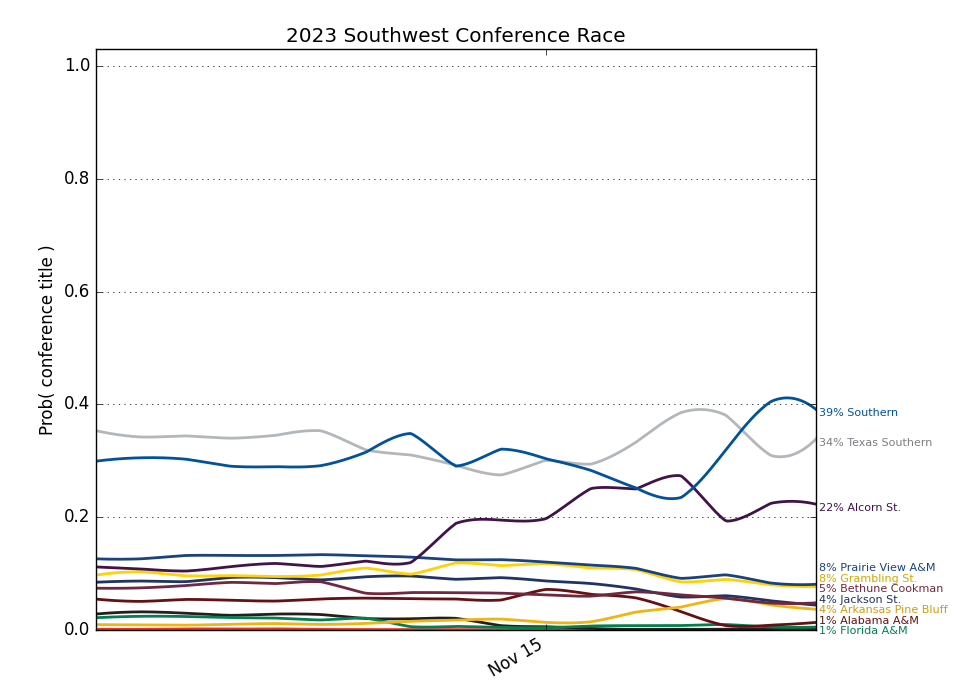 2023 Southwest Conference Race
Prob( conference title )
1.0
0.8
0.6
0.4
0.2
0.0
Nov 15
39% Southern
34% Texas Southern
22% Alcorn St.
8% Prairie View A&M
8% Grambling St.
5% Bethune Cookman
4% Jackson St.
4% Arkansas Pine Bluff
1% Alabama A&M
1% Florida A&M